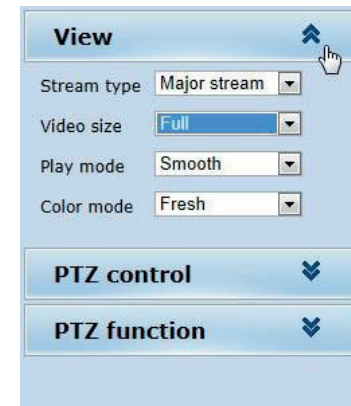 View
Stream type Major stream
Video size Full
Play mode Smooth
Color mode Fresh
PTZ control
PTZ function